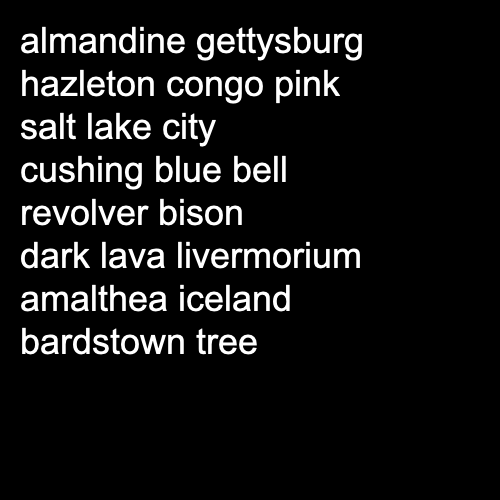 almandine gettysburg
hazleton congo pink
salt lake city
cushing blue bell
revolver bison
dark lava livermorium
amalthea iceland
bardstown tree